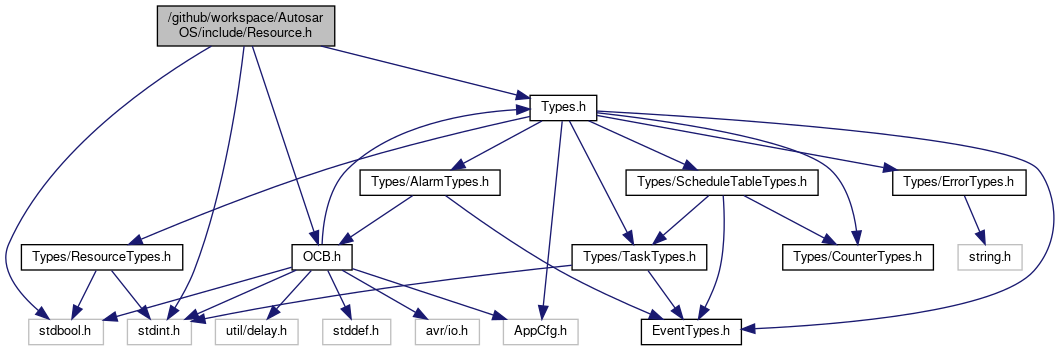 /github/workspace/Autosar
OS/include/Resource.h
Types.h
Types/AlarmTypes.h
Types/ScheduleTableTypes.h
Types/ErrorTypes.h
Types/ResourceTypes.h
OCB.h
Types/TaskTypes.h
Types/CounterTypes.h
string.h
stdbool.h
stdint.h
util/delay.h
stddef.h
avr/io.h
AppCfg.h
EventTypes.h